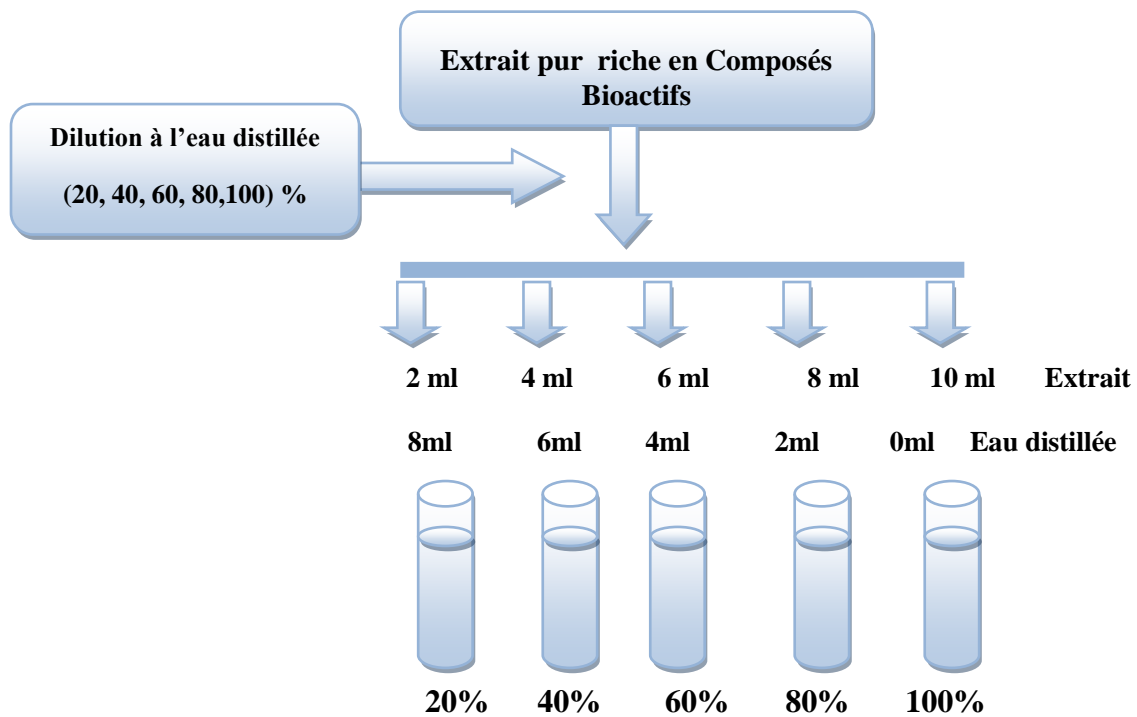 Extrait pur riche en Composés
Bioactifs
Dilution à l’eau distillée
(20, 40, 60, 80,100) %
2 ml 4 ml 6 ml 8 ml 10 ml Extrait
8ml 6ml 4ml 2ml 0ml Eau distillée
20% 40% 60% 80% 100%